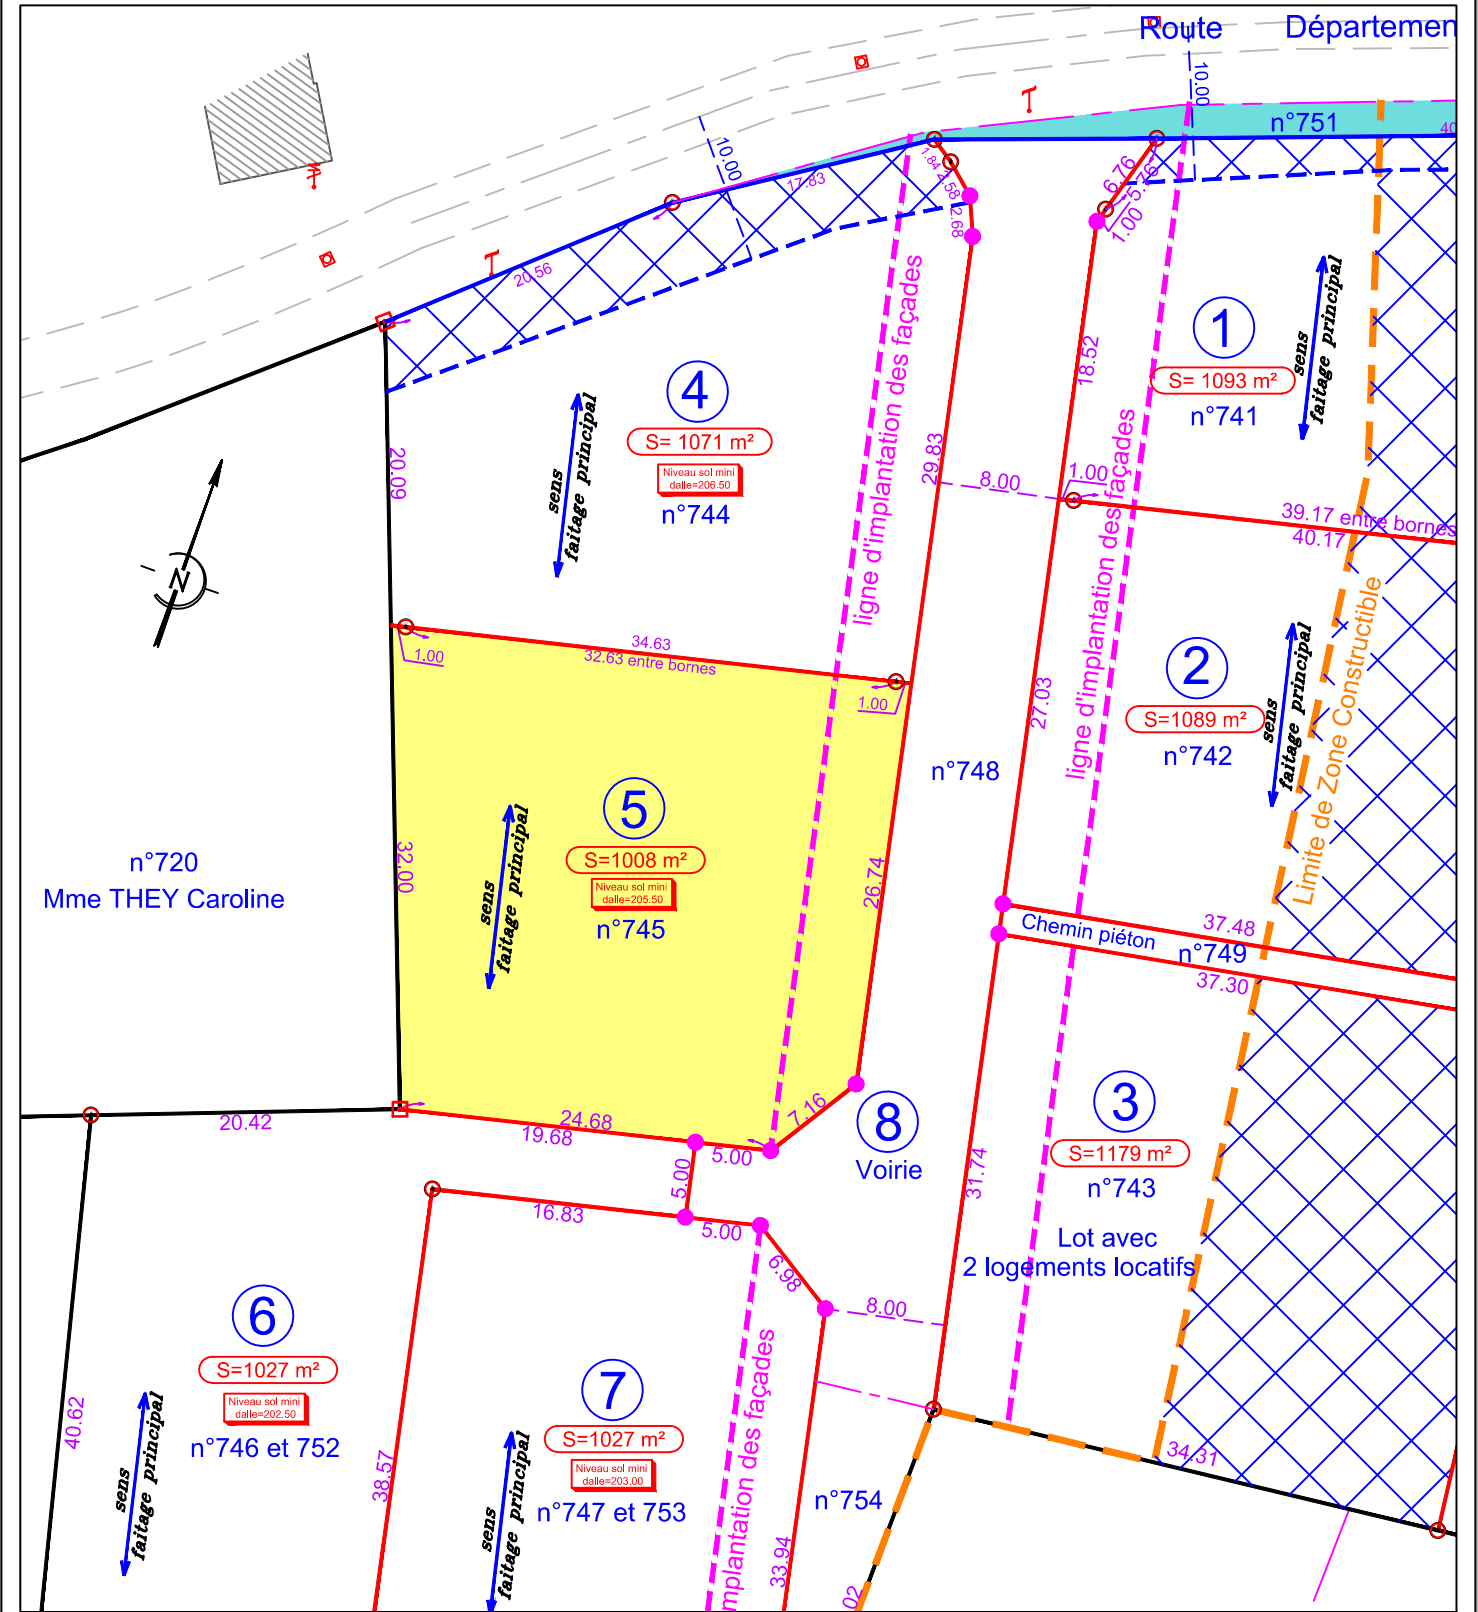 Route Départemen
10.00
n°751
40
10.00
17.83
1.84
2.58
2.68
6.76
5.76
1.00
20.56
ligne d'implantation des façades
18.52
1
S= 1093 m²
n°741
sens
faitage principal
4
S= 1071 m²
Niveau sol mini
dalle=206.50
n°744
sens
faitage principal
20.09
29.83
8.00
1.00
ligne d'implantation des façades
39.17 entre bornes
40.17
N
34.63
32.63 entre bornes
1.00
1.00
27.03
2
S=1089 m²
n°742
sens
faitage principal
Limite de Zone Constructible
n°748
5
S=1008 m²
Niveau sol mini
dalle=205.50
n°745
sens
faitage principal
32.00
26.74
n°720
Mme THEY Caroline
Chemin piéton
n°749
37.48
37.30
20.42
24.68
19.68
5.00
7.16
5.00
8
Voirie
3
S=1179 m²
n°743
Lot avec
2 logements locatifs
31.74
16.83
5.00
6.98
8.00
6
S=1027 m²
Niveau sol mini
dalle=202.50
n°746 et 752
sens
faitage principal
40.62
38.57
7
S=1027 m²
Niveau sol mini
dalle=203.00
n°747 et 753
sens
faitage principal
mplantation des façades
33.94
n°754
34.31
02